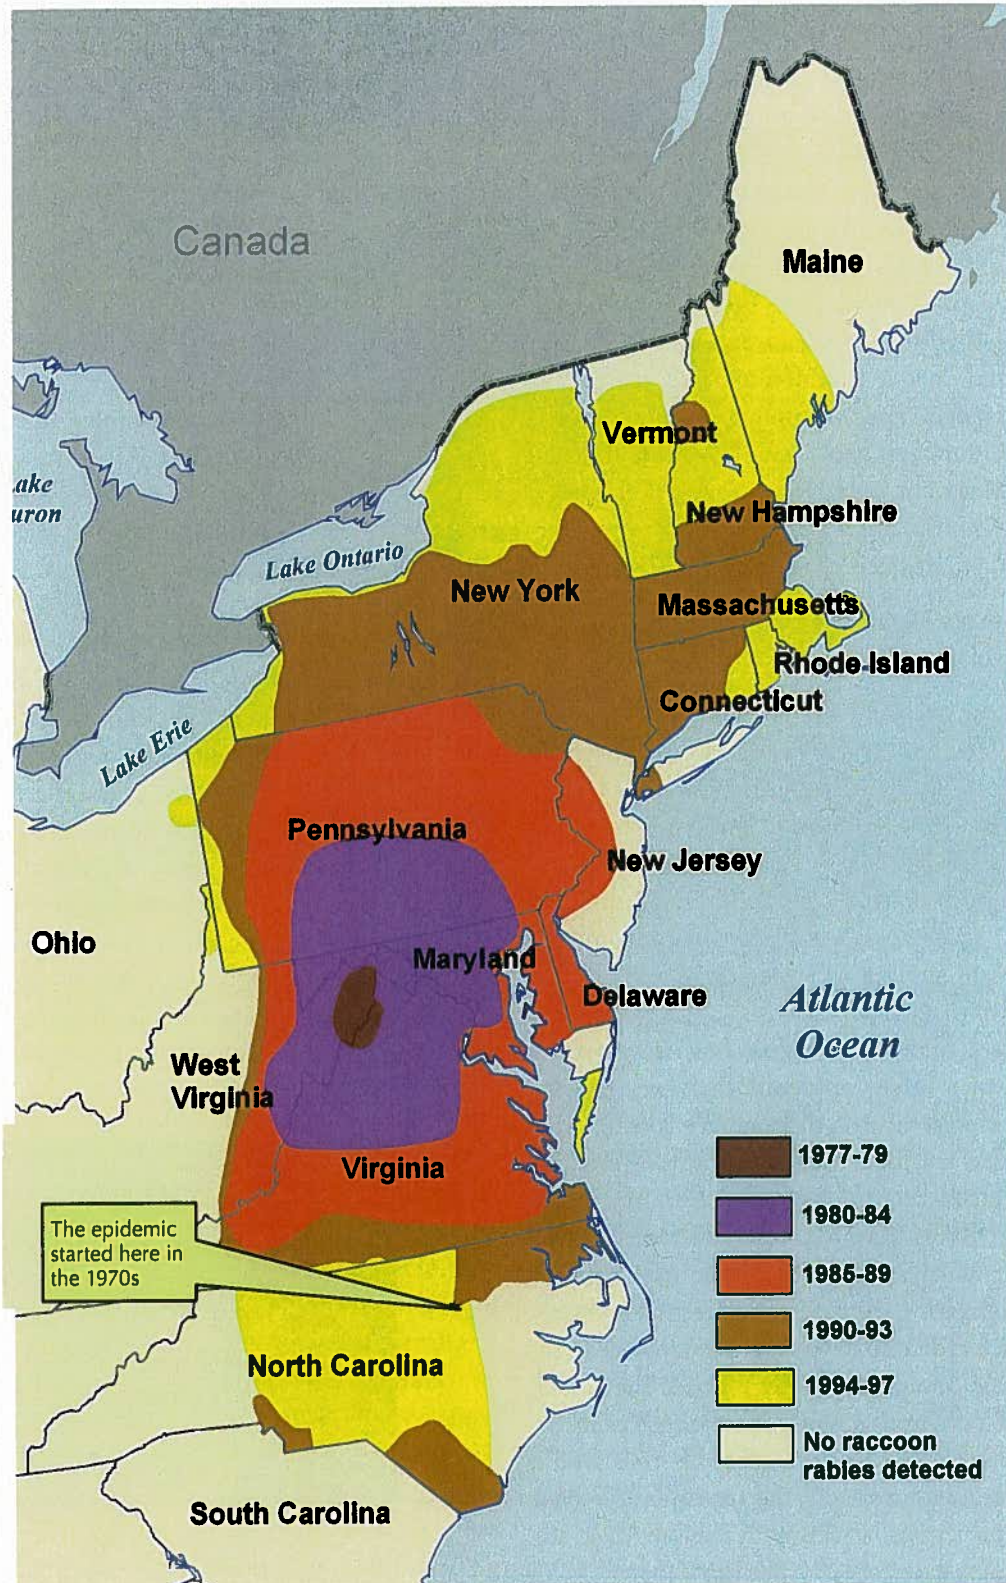 Canada
Maine
Vermont
ake
uron
New Hampshire
Lake Ontario
New York
Massachusetts
Rhode Island
Connecticut
Lake Erie
Pennsylvania
New Jersey
Ohio
Maryland
Delaware
Atlantic
Ocean
West
Virginia
Virginia
1977-79
1980-84
1985-89
1990-93
1994-97
No raccoon
rabies detected
The epidemic
started here in
the 1970s
North Carolina
South Carolina